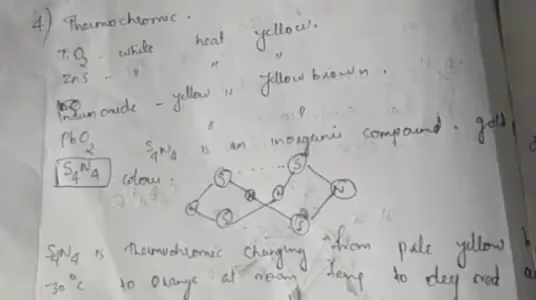 4) Thermochromic.
TiO2 - white heat yellow.
ZnS - " " "
Indium oxide - yellow " yellow brown.
PbO2 "
S4N4 is an inorganic compound. gold
S4N4 colour.
S S
N N N N
S S
S4N4 is Thermochromic changing from pale yellow b
-30°C to orange at room temp to deep red a